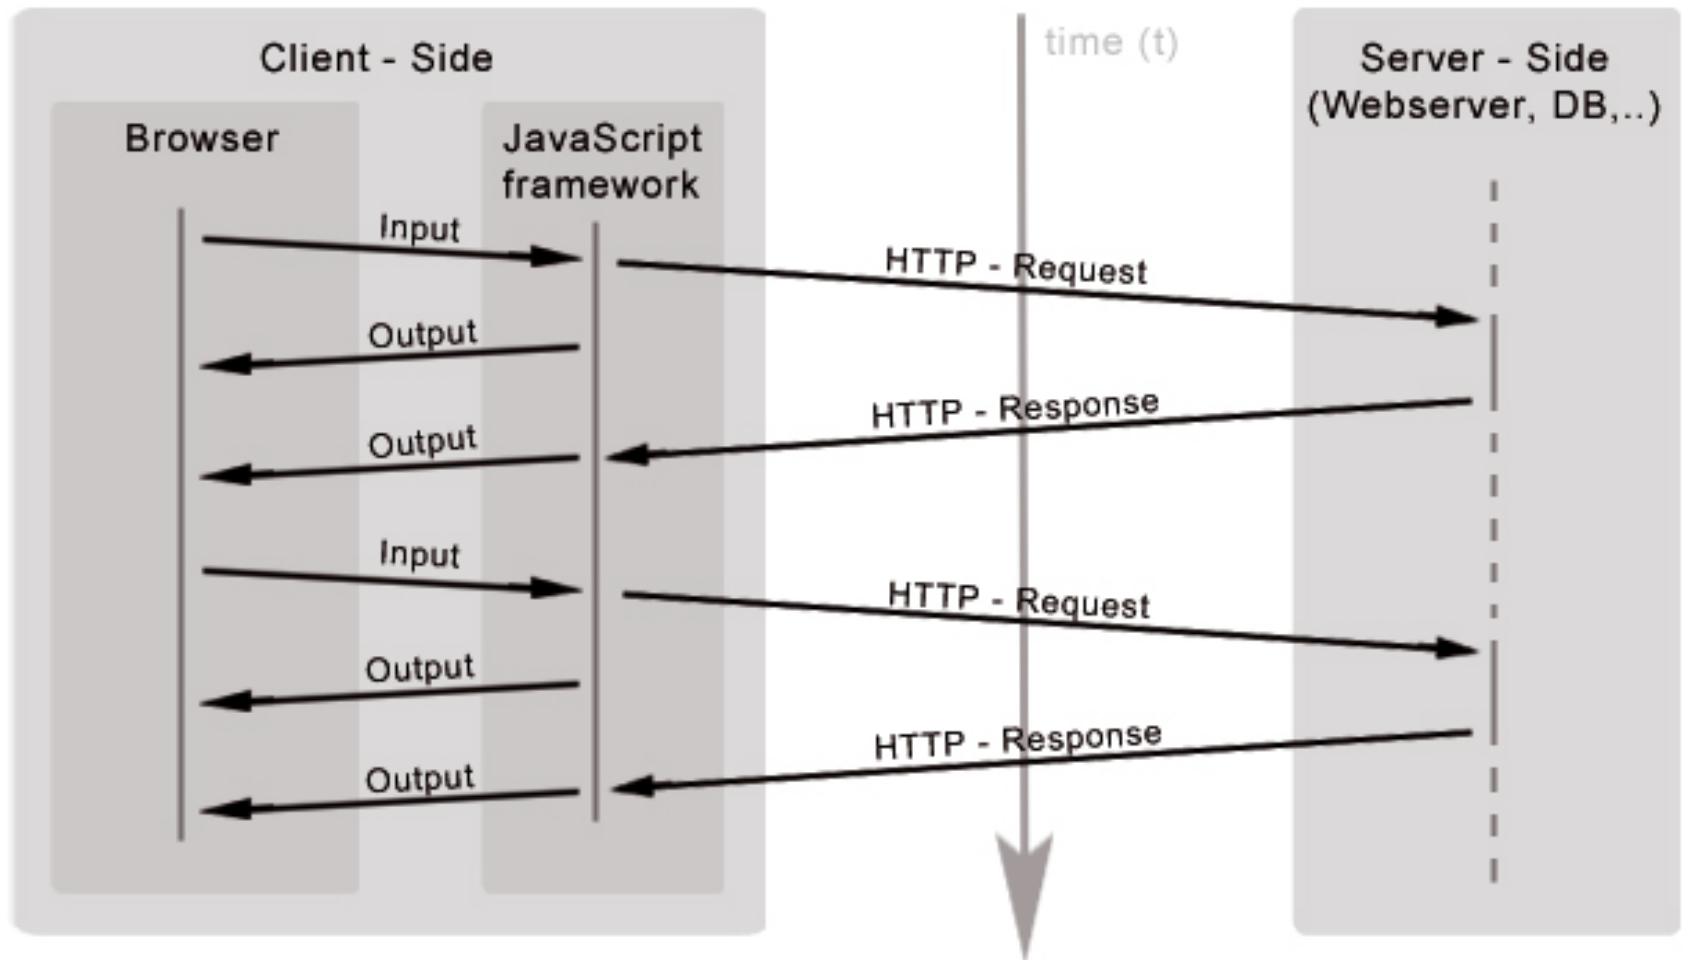 Client - Side
time (t)
Server - Side
(Webserver, DB,..)
Browser
JavaScript
framework
Input
HTTP - Request
Output
HTTP - Response
Output
Input
HTTP - Request
Output
HTTP - Response
Output